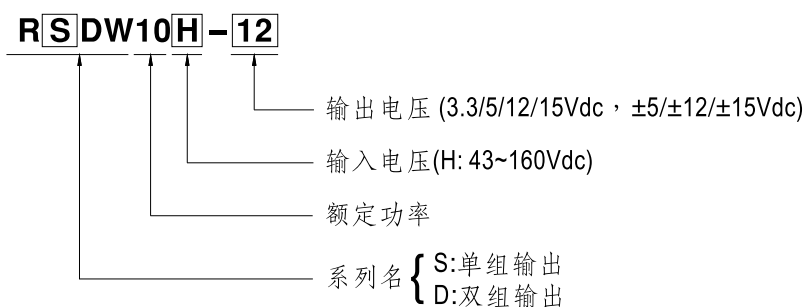 RSDW10H-12
输出电压 (3.3/5/12/15Vdc，±5/±12/±15Vdc)
输入电压(H: 43~160Vdc)
额定功率
系列名 { S:单组输出
D:双组输出